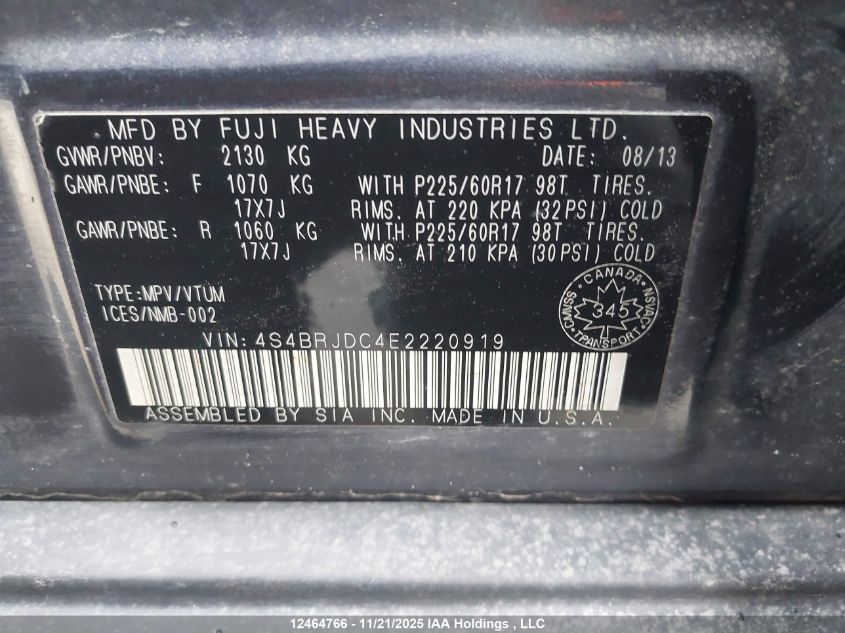 MFD BY FUJI HEAVY INDUSTRIES LTD.
GVWR/PNBV: 2130 KG DATE: 08/13
GAWR/PNBE: F 1070 KG WITH P225/60R17 98T TIRES.
17X7J RIMS. AT 220 KPA (32PSI) COLD
GAWR/PNBE: R 1060 KG WITH P225/60R17 98T TIRES.
17X7J RIMS. AT 210 KPA (30PSI) COLD
TYPE:MPV/VTUM
ICES/NMB-002
CANADA
CMVSS 345 NSVAC
TRANSPORT
VIN: 4S4BRJDC4E2220919
ASSEMBLED BY SIA INC. MADE IN U.S.A.
12464766 - 11/21/2025 IAA Holdings , LLC